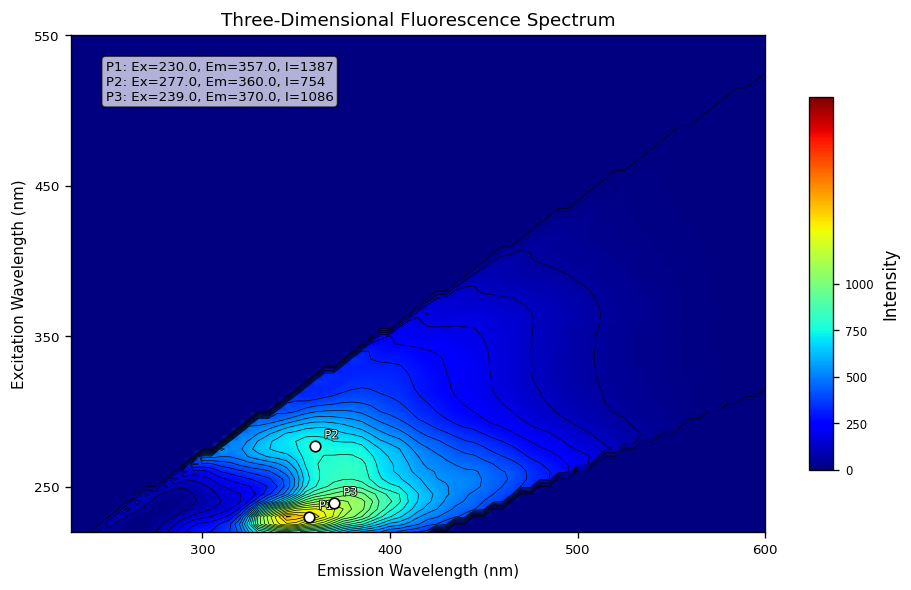 Three-Dimensional Fluorescence Spectrum
550
450
350
250
Excitation Wavelength (nm)
P1: Ex=230.0, Em=357.0, I=1387
P2: Ex=277.0, Em=360.0, I=754
P3: Ex=239.0, Em=370.0, I=1086
P2
P3
300
400
500
600
Emission Wavelength (nm)
1000
750
500
250
0
Intensity